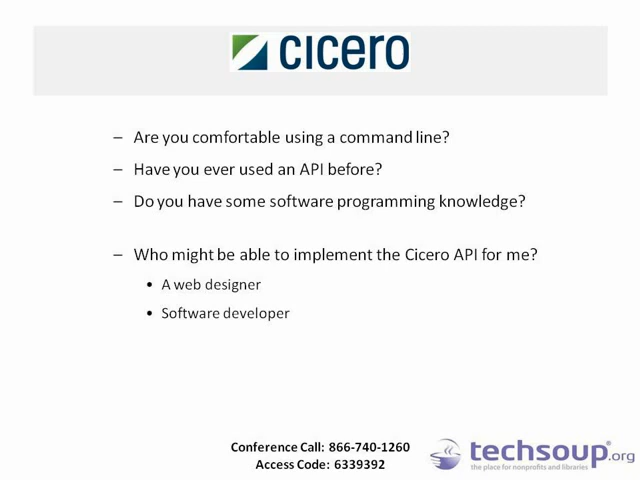 cicero
– Are you comfortable using a command line?
– Have you ever used an API before?
– Do you have some software programming knowledge?
– Who might be able to implement the Cicero API for me?
• A web designer
• Software developer
Conference Call: 866-740-1260
Access Code: 6339392
techsoup.org
the place for nonprofits and libraries